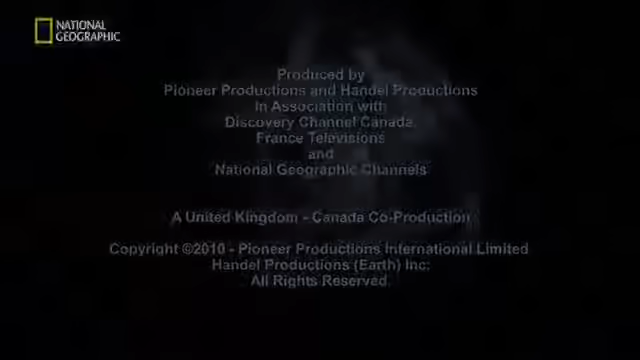 NATIONAL
GEOGRAPHIC
Produced by
Pioneer Productions and Handel Productions
In Association with
Discovery Channel Canada,
France Televisions
and
National Geographic Channels
A United Kingdom - Canada Co-Production
Copyright ©2010 - Pioneer Productions International Limited
Handel Productions (Earth) Inc.
All Rights Reserved.